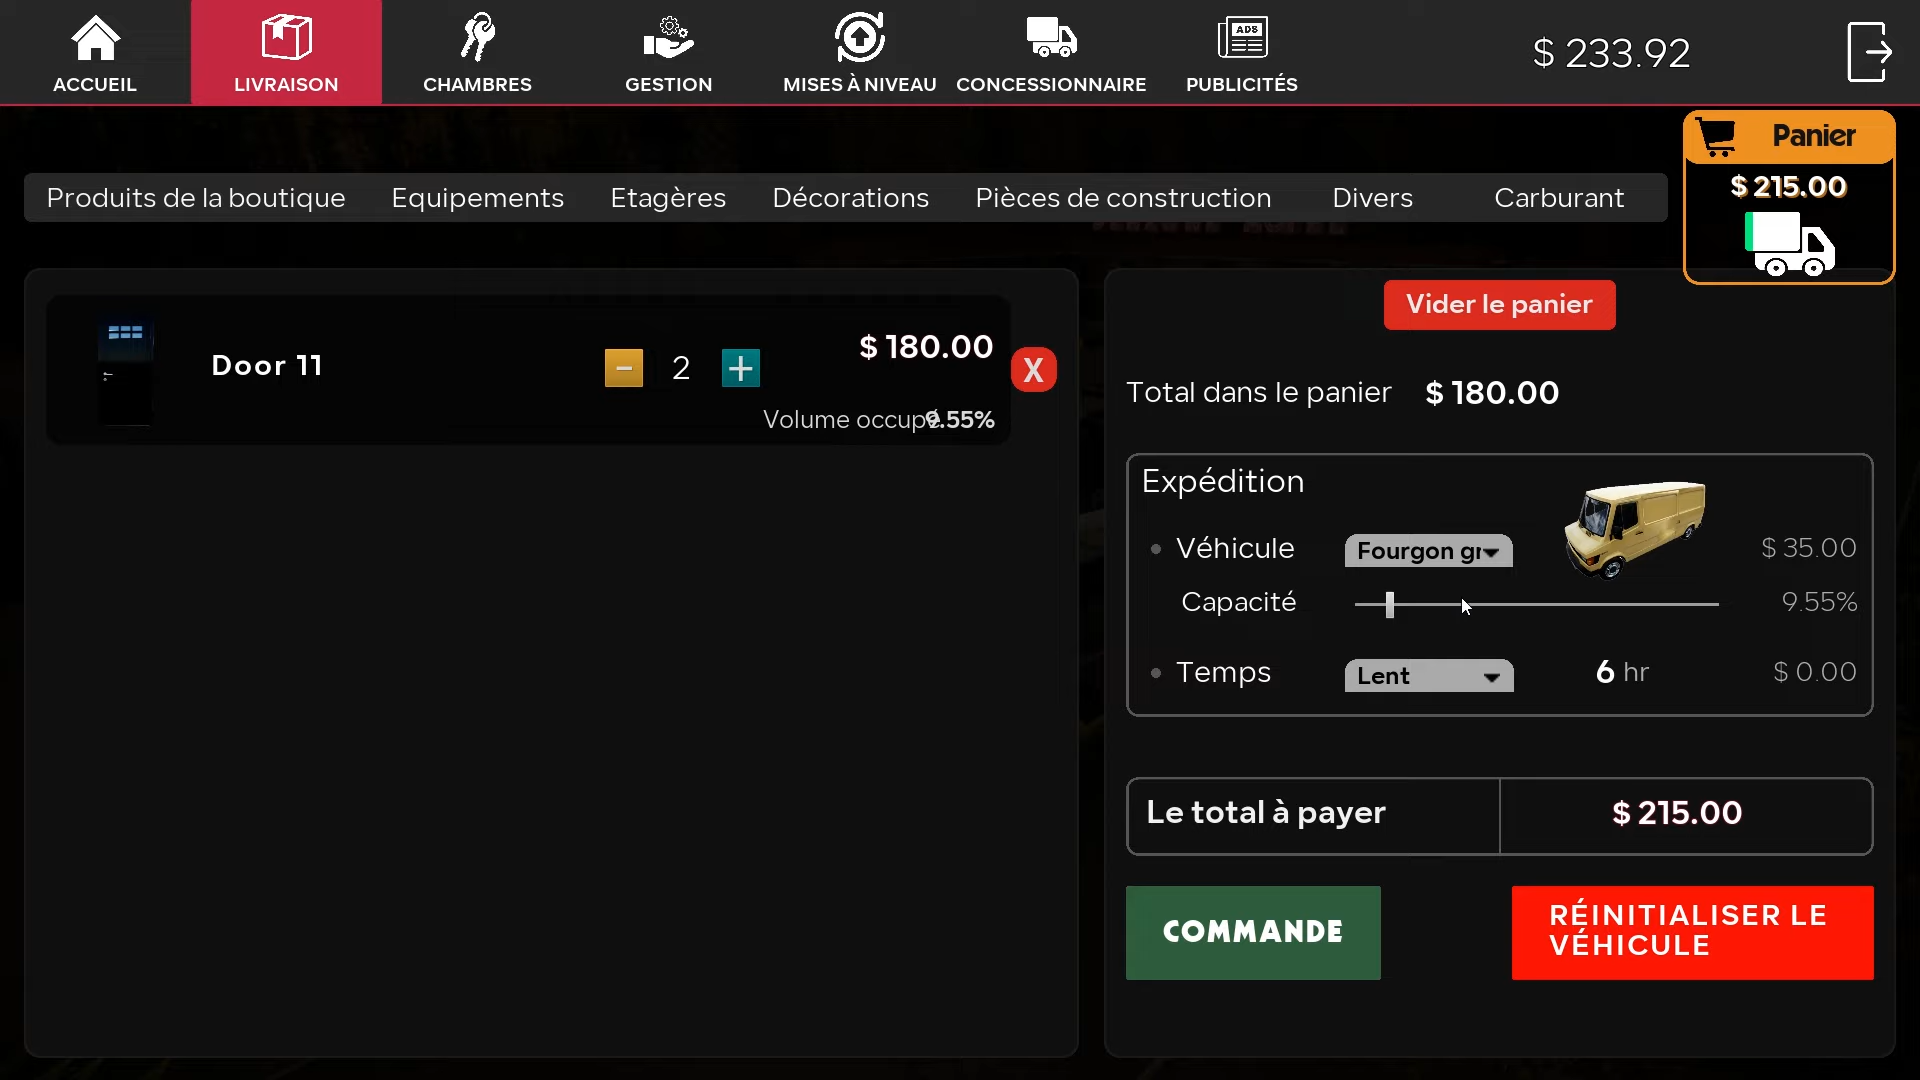 ACCUEIL
LIVRAISON
CHAMBRES
GESTION
MISES À NIVEAU
CONCESSIONNAIRE
ADS
PUBLICITÉS
$ 233.92
Panier
$ 215.00
Produits de la boutique
Equipements
Etagères
Décorations
Pièces de construction
Divers
Carburant
Door 11
-
2
+
$ 180.00
X
Volume occupé
9.55%
Vider le panier
Total dans le panier $ 180.00
Expédition
Véhicule
Fourgon gr
$ 35.00
Capacité
9.55%
Temps
Lent
6 hr
$ 0.00
Le total à payer
$ 215.00
COMMANDE
RÉINITIALISER LE
VÉHICULE